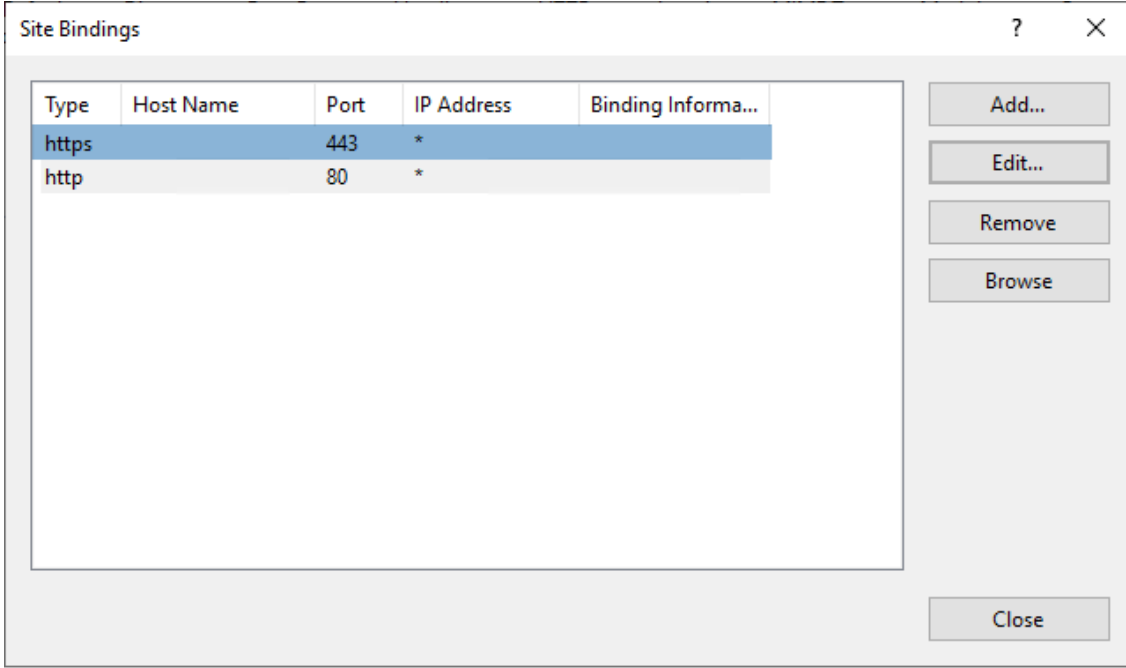 Site Bindings ?
Type Host Name Port IP Address Binding Informa... Add...
https 443 *
Edit...
http 80 *
Remove
Browse
Close